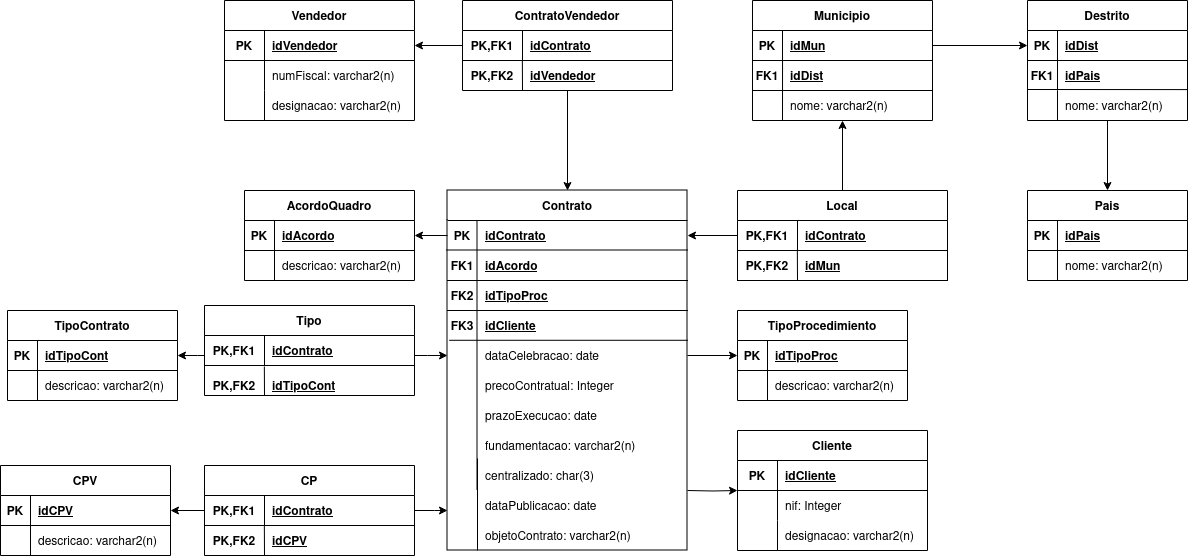 Vendedor
PK idVendedor
numFiscal: varchar2(n)
designacao: varchar2(n)
ContratoVendedor
PK,FK1 idContrato
PK,FK2 idVendedor
Municipio
PK idMun
FK1 idDist
nome: varchar2(n)
Destrito
PK idDist
FK1 idPais
nome: varchar2(n)
AcordoQuadro
PK idAcordo
descricao: varchar2(n)
Contrato
PK idContrato
FK1 idAcordo
FK2 idTipoProc
FK3 idCliente
dataCelebracao: date
precoContratual: Integer
prazoExecucao: date
fundamentacao: varchar2(n)
centralizado: char(3)
dataPublicacao: date
objetoContrato: varchar2(n)
Local
PK,FK1 idContrato
PK,FK2 idMun
Pais
PK idPais
nome: varchar2(n)
TipoContrato
PK idTipoCont
descricao: varchar2(n)
Tipo
PK,FK1 idContrato
PK,FK2 idTipoCont
TipoProcedimiento
PK idTipoProc
descricao: varchar2(n)
Cliente
PK idCliente
nif: Integer
designacao: varchar2(n)
CPV
PK idCPV
descricao: varchar2(n)
CP
PK,FK1 idContrato
PK,FK2 idCPV